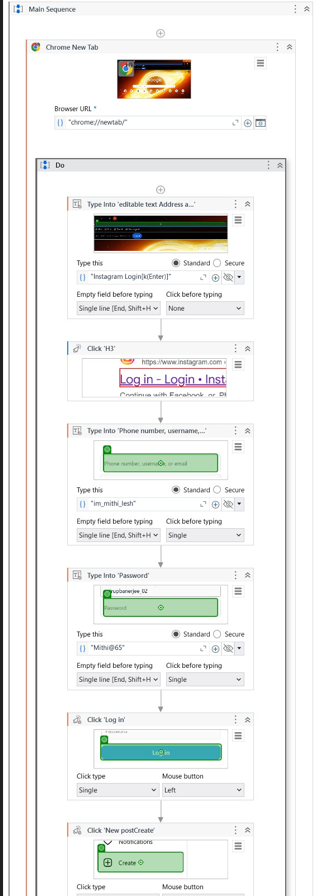 Main Sequence
Chrome New Tab
Browser URL *
"chrome://newtab/"
Do
Type Into 'editable text Address a...'
Type this
Standard
Secure
"Instagram Login[k(Enter)]"
Empty field before typing
Click before typing
Single line [End, Shift+H
None
Click 'H3'
https://www.instagram.com
Log in - Login • Inst
Continue with Facebook or
Type Into 'Phone number, username,...'
Phone number, username, or email
Type this
Standard
Secure
"im_mithi_lesh"
Empty field before typing
Click before typing
Single line [End, Shift+H
Single
Type Into 'Password'
rupbanerjee_02
Password
Type this
Standard
Secure
"Mithi@65"
Empty field before typing
Click before typing
Single line [End, Shift+H
Single
Click 'Log in'
Log in
Click type
Mouse button
Single
Left
Click 'New postCreate'
Notifications
Create
Click type
Mouse button